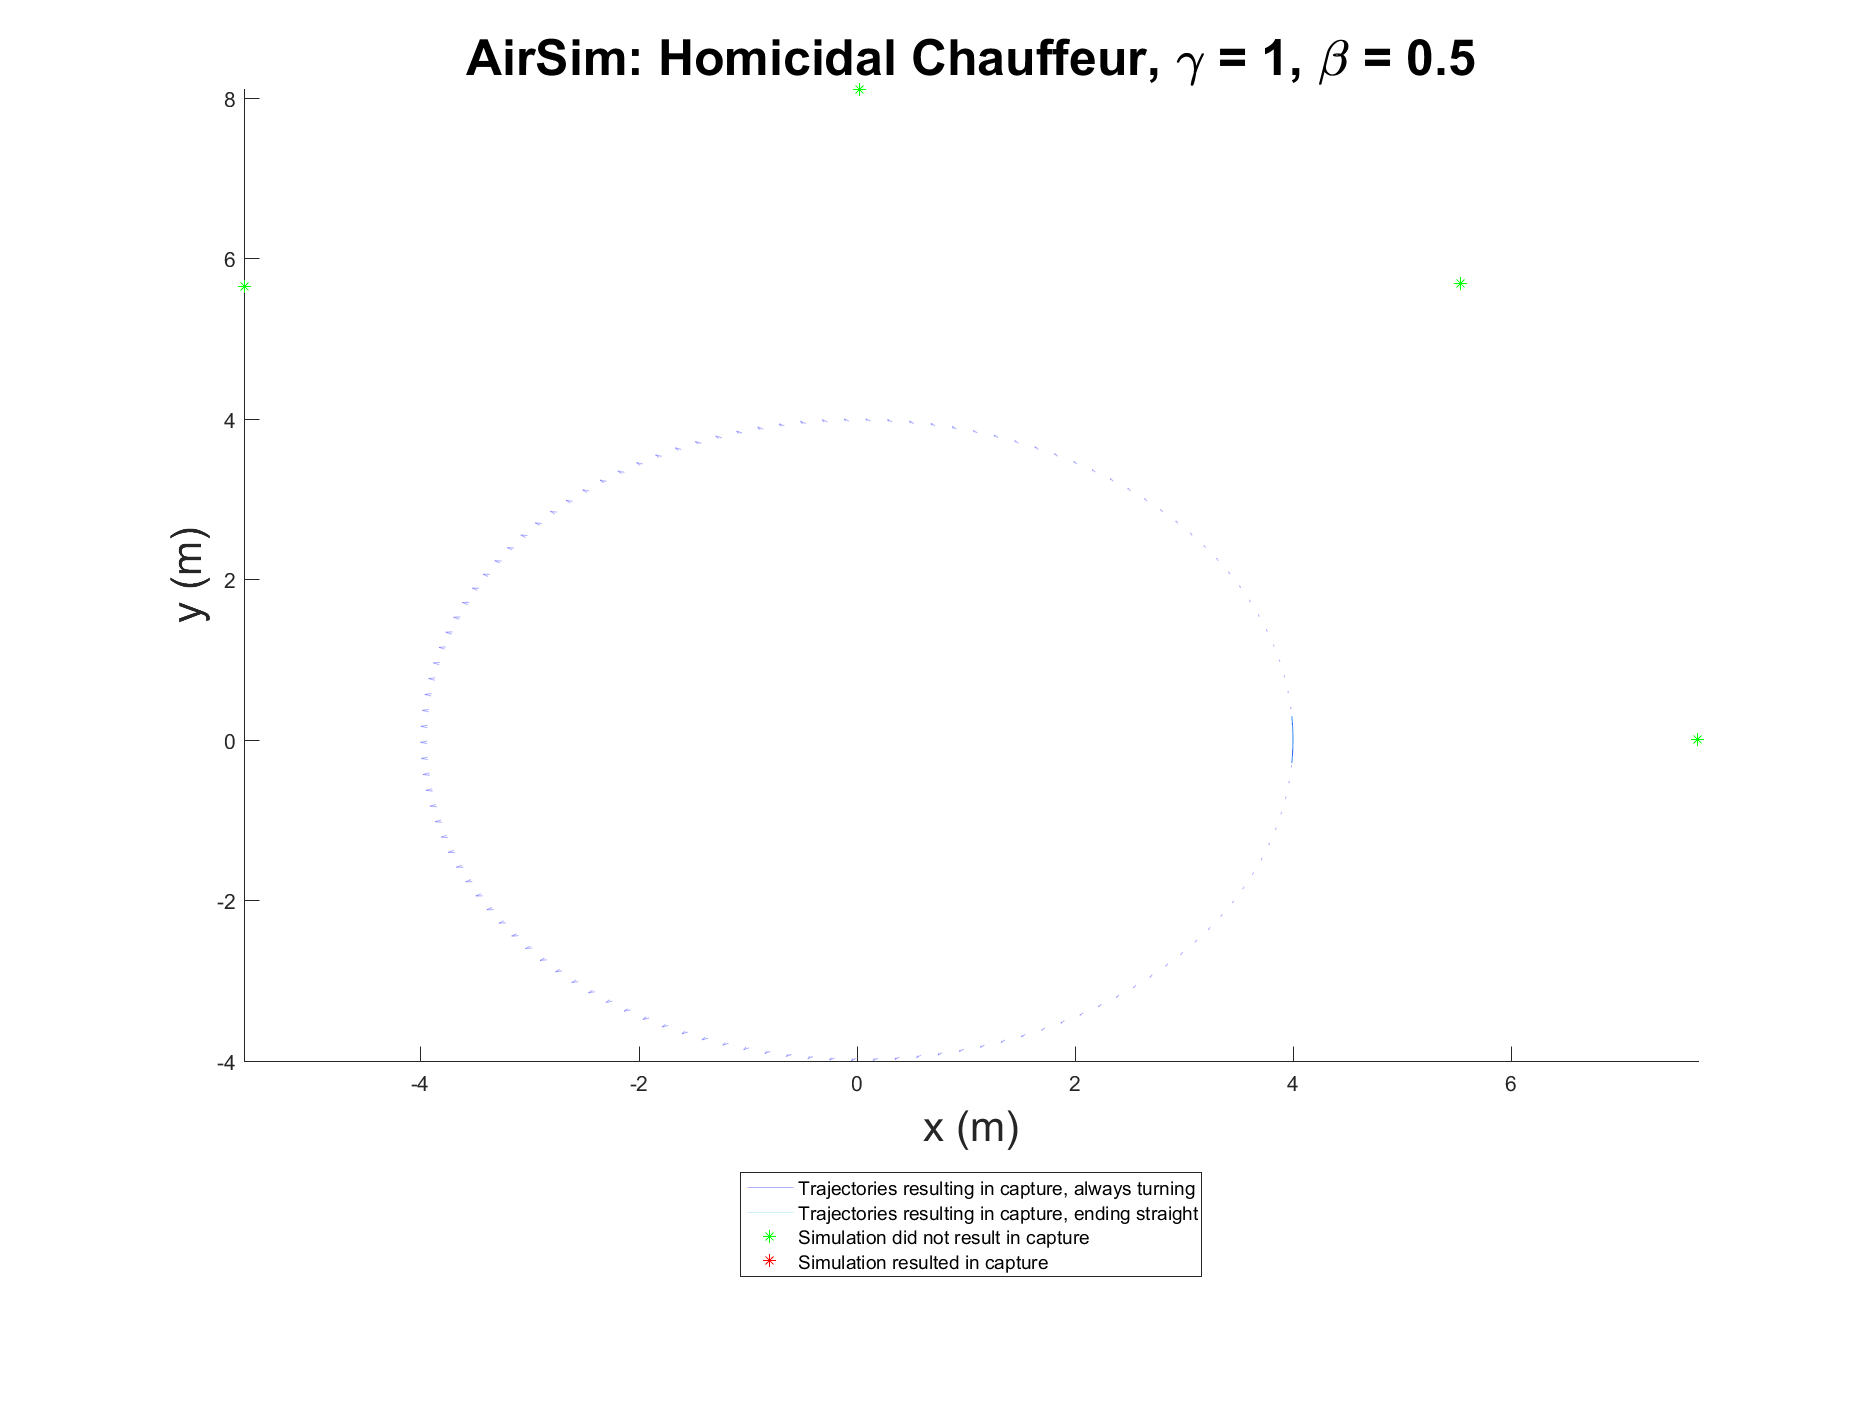 AirSim: Homicidal Chauffeur, γ = 1, β = 0.5
8
6
4
2
0
-2
-4
y (m)
-4 -2 0 2 4 6
x (m)
Trajectories resulting in capture, always turning
Trajectories resulting in capture, ending straight
Simulation did not result in capture
Simulation resulted in capture